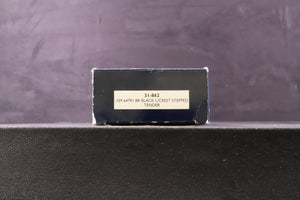 31-862
J39 64791 BR BLACK L/CREST STEPPED
TENDER